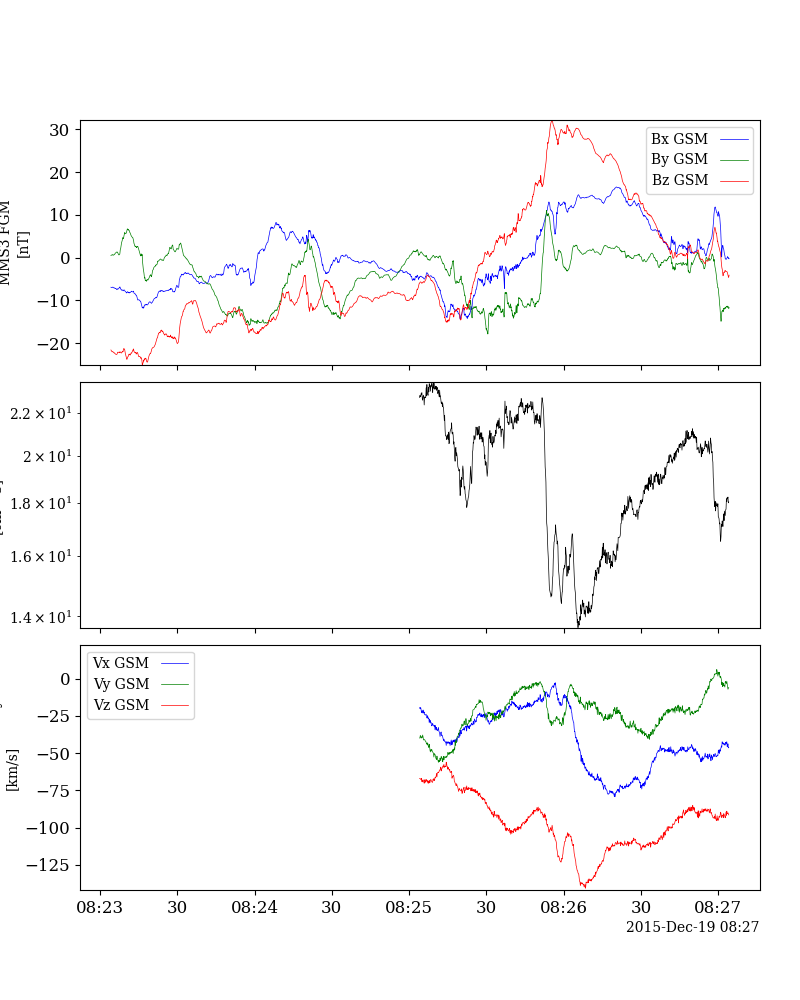 MMS3 FGM
[nT]
30
20
10
0
−10
−20
Bx GSM
By GSM
Bz GSM
2.2 × 10¹
2 × 10¹
1.8 × 10¹
1.6 × 10¹
1.4 × 10¹
[km/s]
0
−25
−50
−75
−100
−125
Vx GSM
Vy GSM
Vz GSM
08:23 30 08:24 30 08:25 30 08:26 30 08:27
2015-Dec-19 08:27